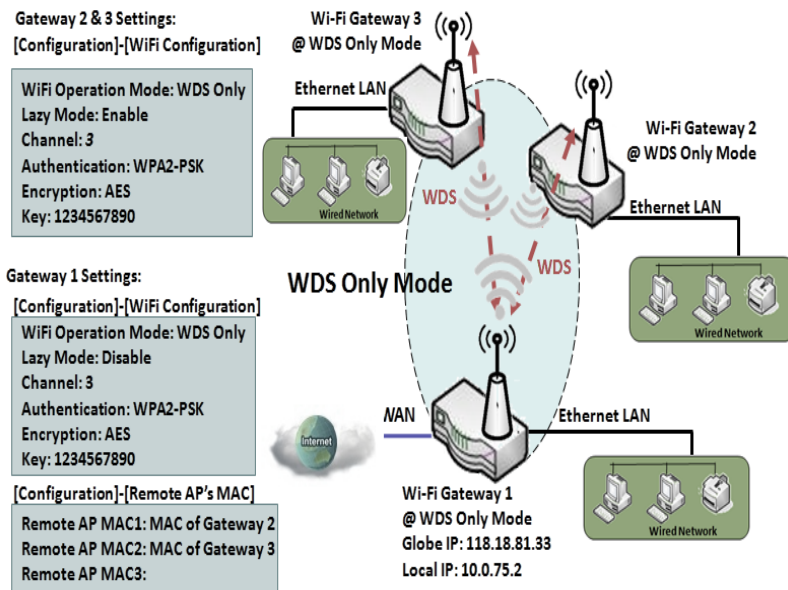 Gateway 2 & 3 Settings:
[Configuration]-[WiFi Configuration]
WiFi Operation Mode: WDS Only
Lazy Mode: Enable
Channel: 3
Authentication: WPA2-PSK
Encryption: AES
Key: 1234567890
Gateway 1 Settings:
[Configuration]-[WiFi Configuration]
WiFi Operation Mode: WDS Only
Lazy Mode: Disable
Channel: 3
Authentication: WPA2-PSK
Encryption: AES
Key: 1234567890
[Configuration]-[Remote AP's MAC]
Remote AP MAC1: MAC of Gateway 2
Remote AP MAC2: MAC of Gateway 3
Remote AP MAC3:
Wi-Fi Gateway 3
@ WDS Only Mode
Ethernet LAN
Wired Network
Wi-Fi Gateway 2
@ WDS Only Mode
Ethernet LAN
Wired Network
WDS
WDS
WDS Only Mode
Internet
WAN
Ethernet LAN
Wired Network
Wi-Fi Gateway 1
@ WDS Only Mode
Globe IP: 118.18.81.33
Local IP: 10.0.75.2